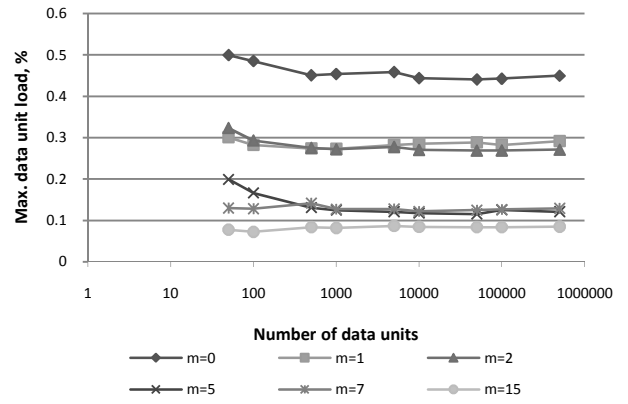 0.6
0.5
0.4
0.3
0.2
0.1
0
Max. data unit load, %
1 10 100 1000 10000 100000 1000000
Number of data units
m=0 m=1 m=2
m=5 m=7 m=15